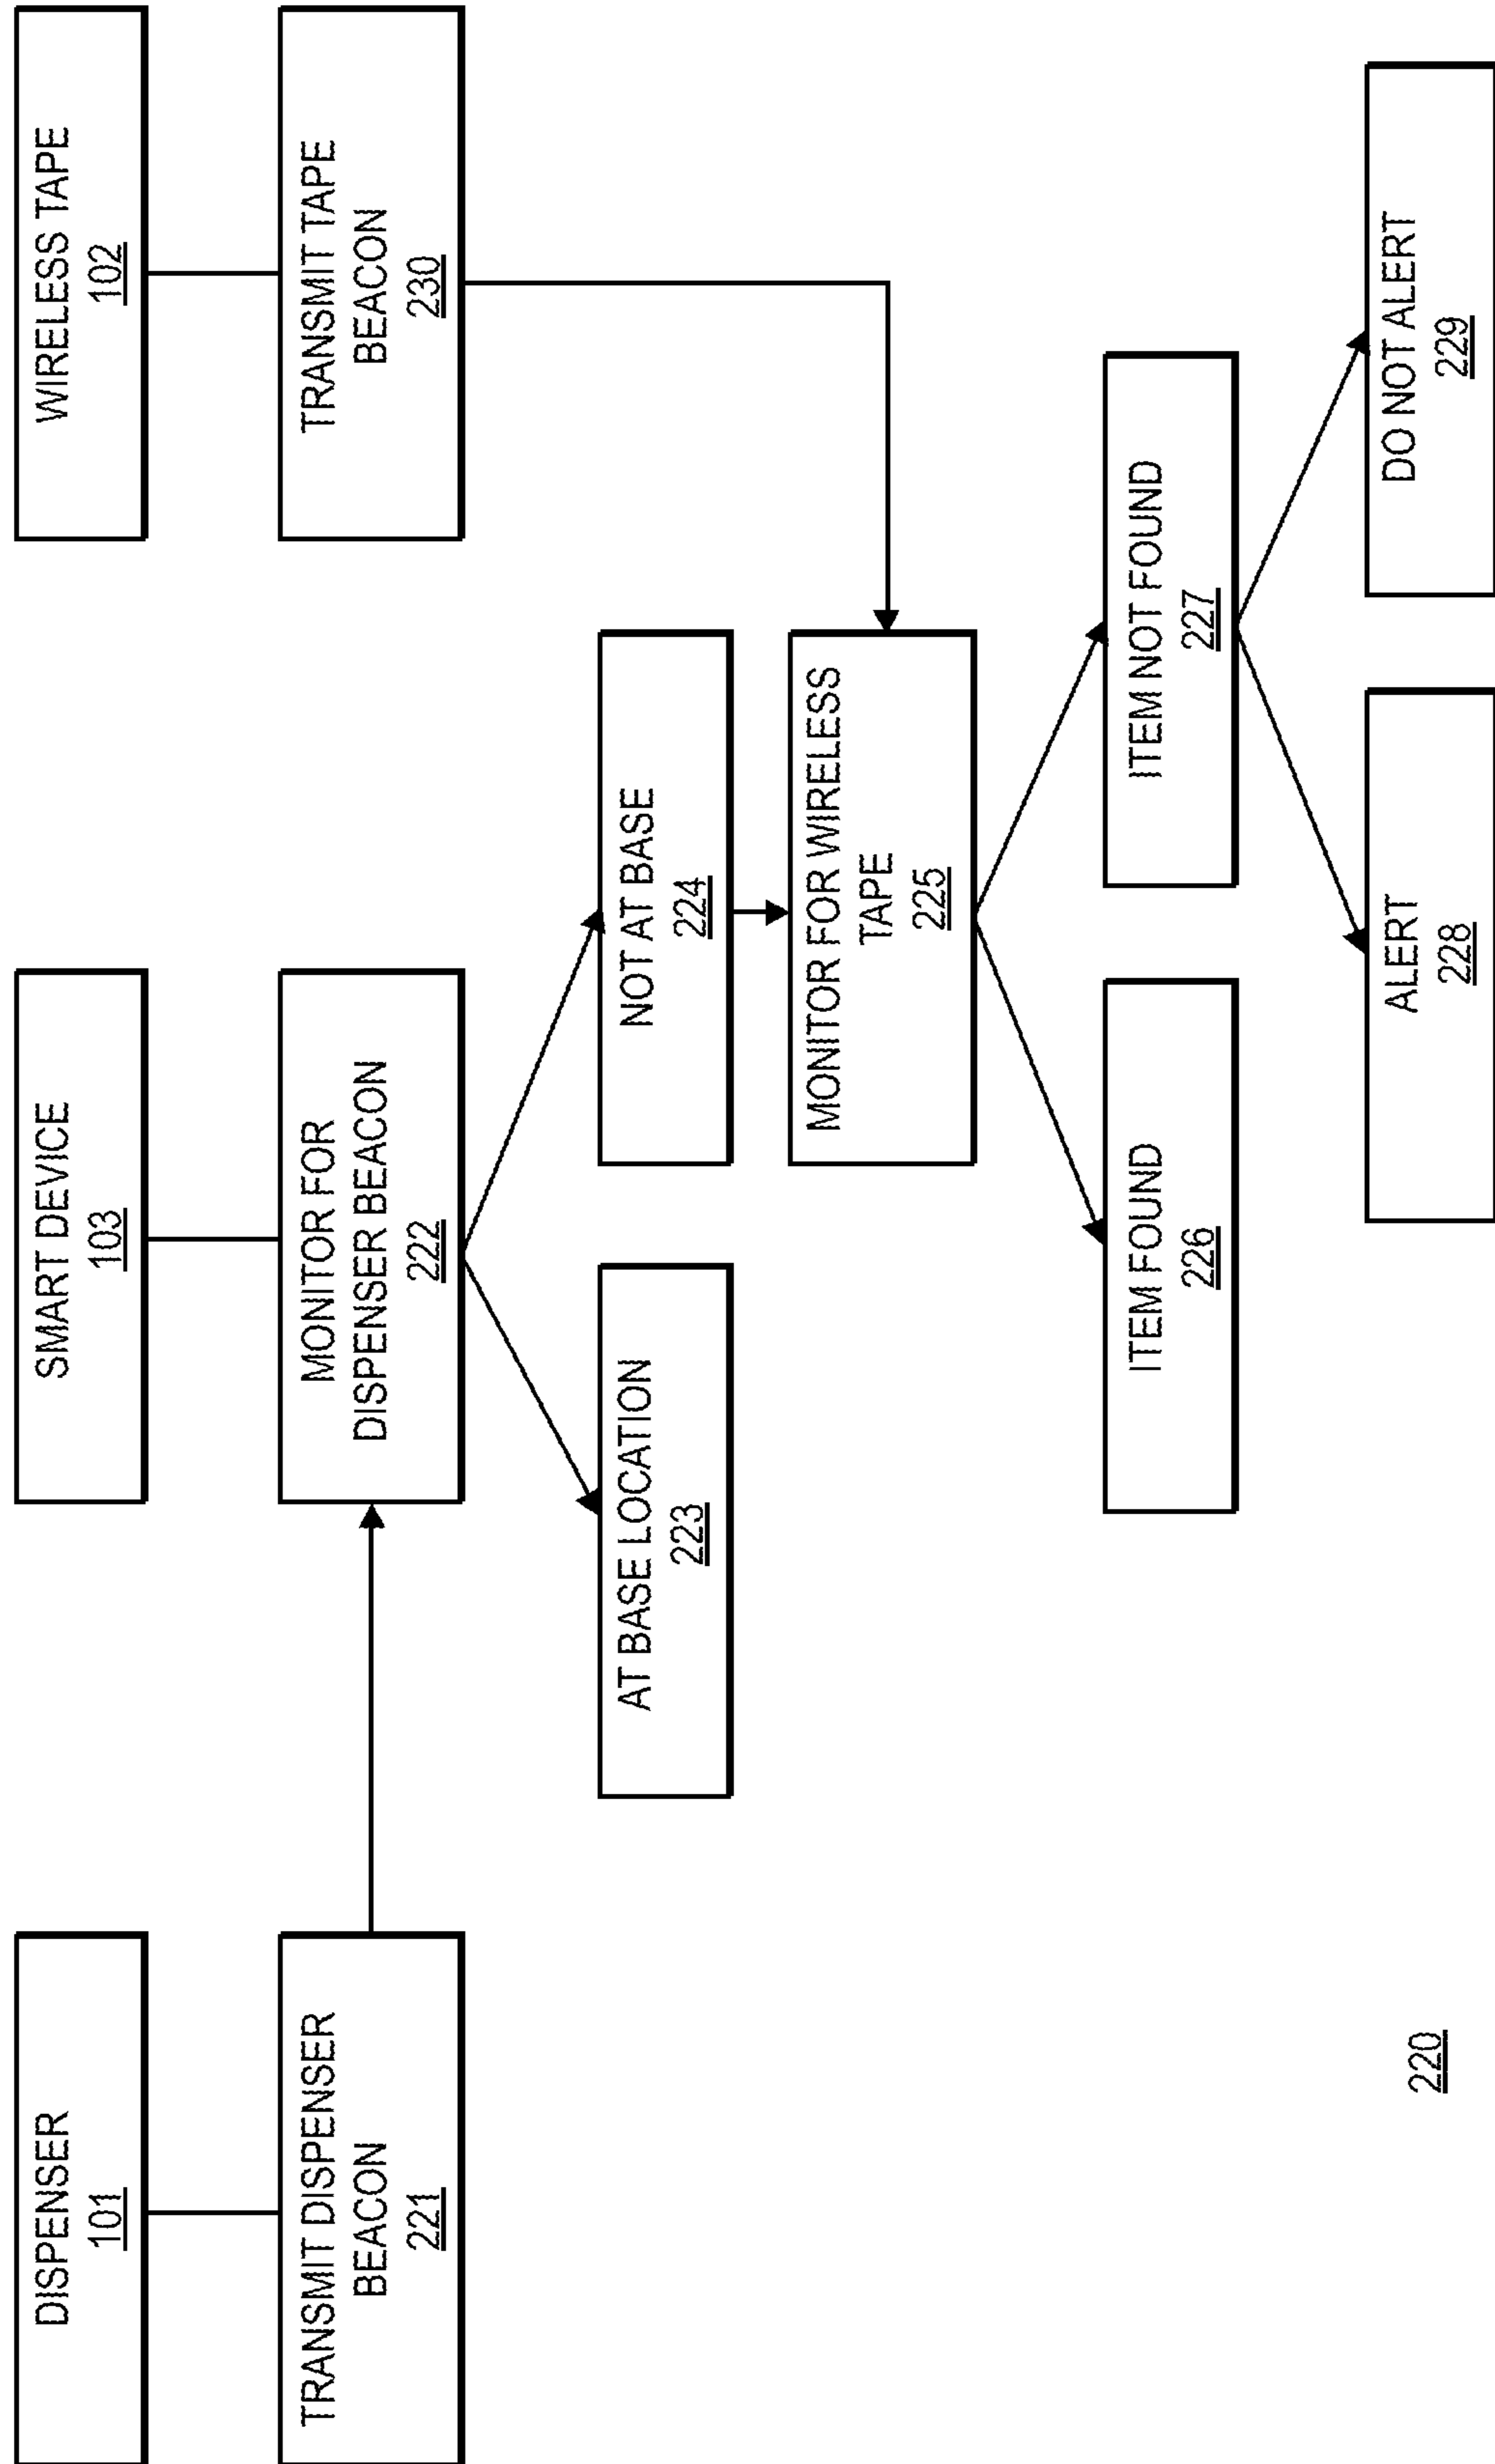 DISPENSER
101
SMART DEVICE
103
WIRELESS TAPE
102
TRANSMIT DISPENSER
BEACON
221
MONITOR FOR
DISPENSER BEACON
222
TRANSMIT TAPE
BEACON
230
AT BASE LOCATION
223
NOT AT BASE
224
MONITOR FOR WIRELESS
TAPE
225
ITEM FOUND
226
ITEM NOT FOUND
227
ALERT
228
DO NOT ALERT
229
220